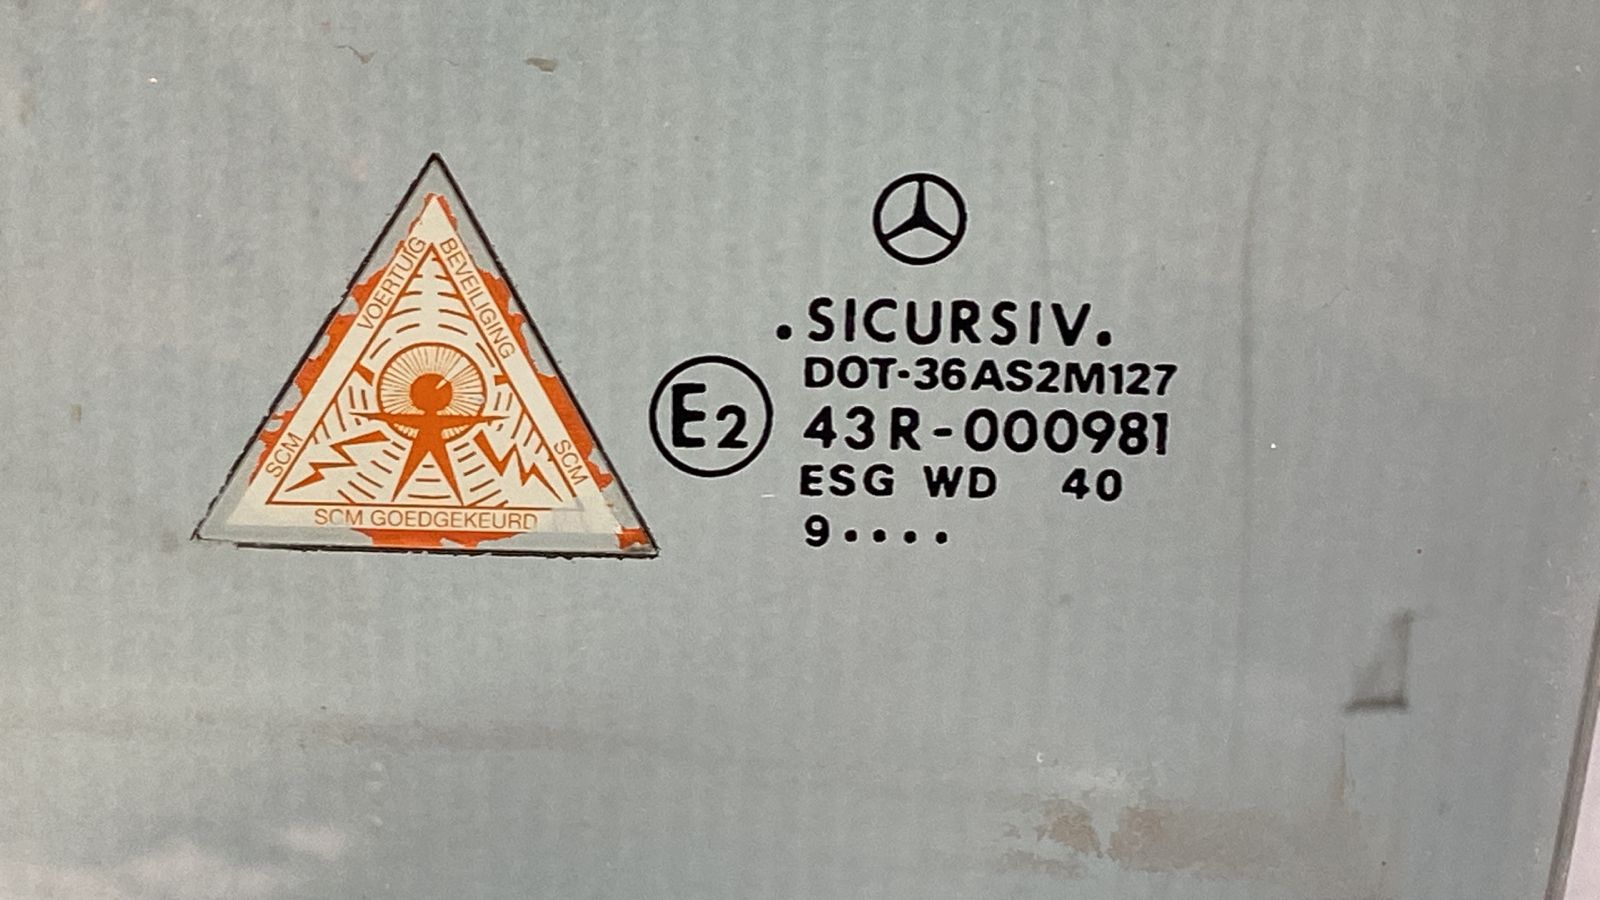 VOERTUIG
BEVEILIGING
SCM
SCM
SCM GOEDGEKEURD
.SICURSIV.
DOT-36AS2M127
E2
43R-000981
ESG WD 40
9....